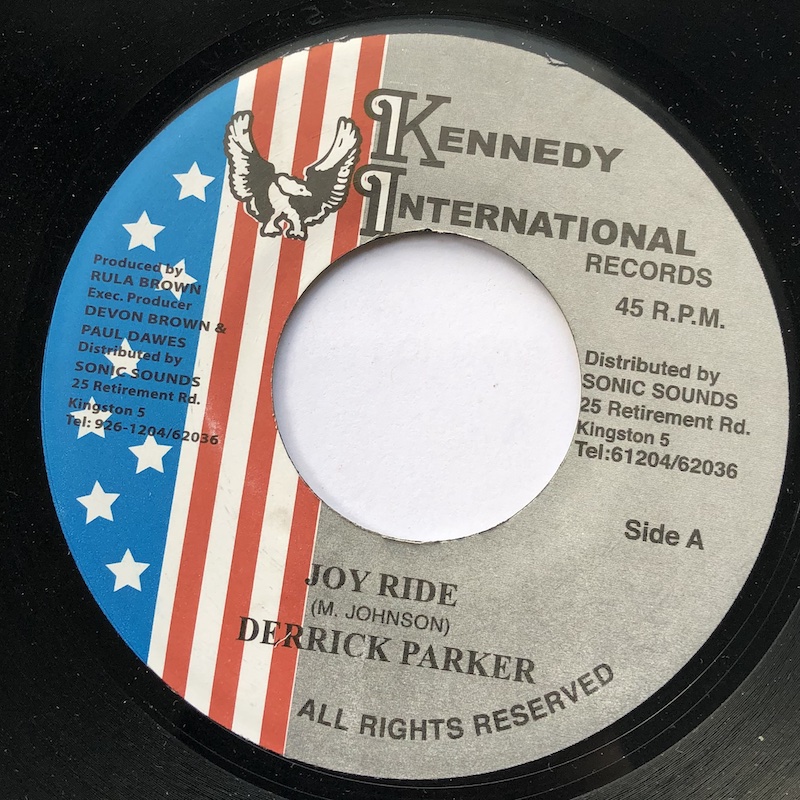 KENNEDY
INTERNATIONAL
RECORDS
45 R.P.M.
Produced by
RULA BROWN
Exec. Producer
DEVON BROWN &
PAUL DAWES
Distributed by
SONIC SOUNDS
25 Retirement Rd.
Kingston 5
Tel: 926-1204/62036
Distributed by
SONIC SOUNDS
25 Retirement Rd.
Kingston 5
Tel:61204/62036
Side A
JOY RIDE
(M. JOHNSON)
DERRICK PARKER
ALL RIGHTS RESERVED